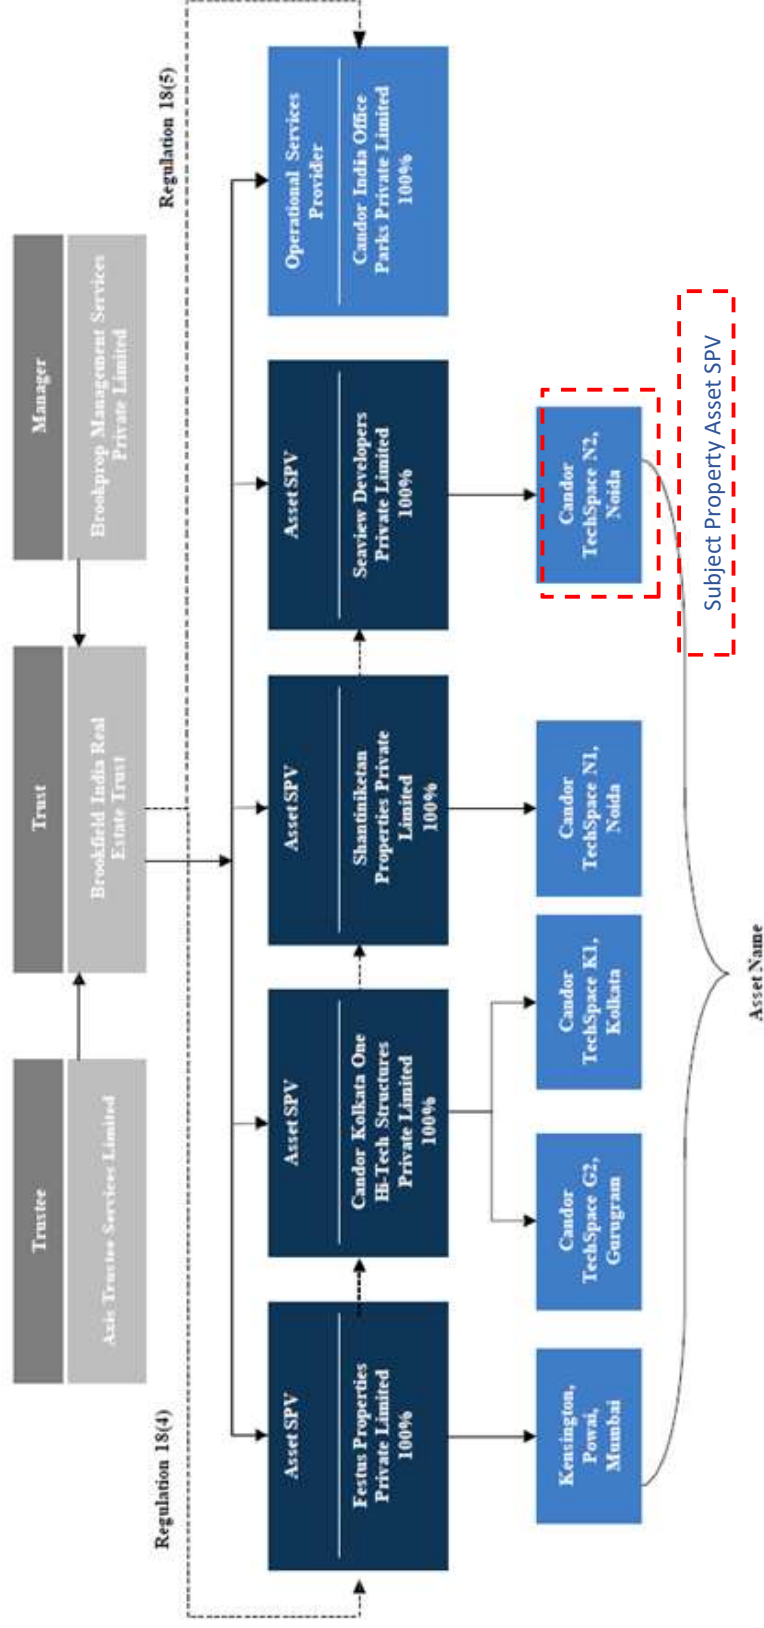 Trustee
Axis Trustee Services Limited
Trust
Brookfield India Real
Estate Trust
Manager
Brookprop Management Services
Private Limited
Regulation 18(4)
Regulation 18(5)
Asset SPV
Festus Properties
Private Limited
100%
Asset SPV
Candor Kolkata One
Hi-Tech Structures
Private Limited
100%
Asset SPV
Shantiniketan
Properties Private
Limited
100%
Asset SPV
Seaview Developers
Private Limited
100%
Operational Services
Provider
Candor India Office
Parks Private Limited
100%
Kensington,
Powai,
Mumbai
Candor
TechSpace G2,
Gurugram
Candor
TechSpace K1,
Kolkata
Candor
TechSpace N1,
Noida
Candor
TechSpace N2,
Noida
Subject Property Asset SPV
Asset Name